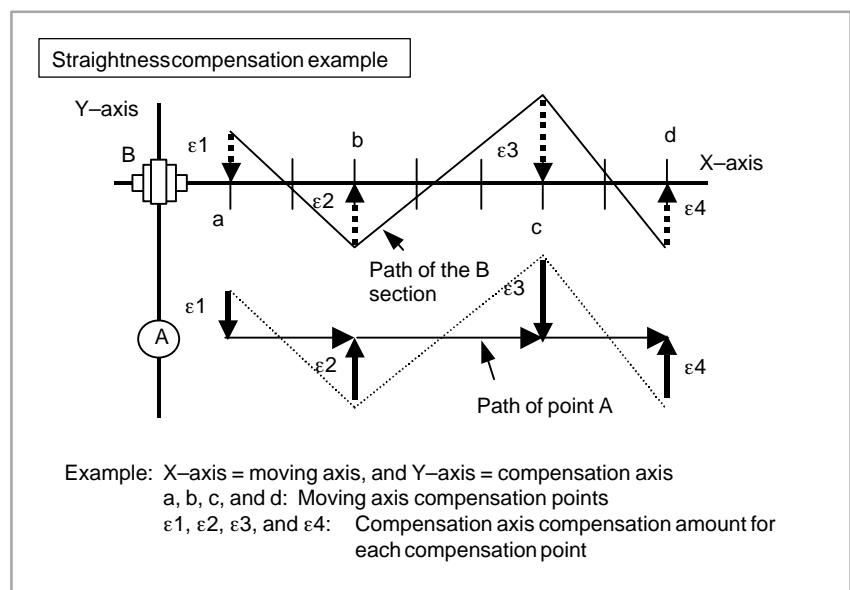 Straightness compensation example
Y–axis
B
ε1
b
ε3
d
X–axis
a
ε2
c
ε4
Path of the B
section
ε1
ε3
A
ε2
ε4
Path of point A
Example: X–axis = moving axis, and Y–axis = compensation axis
a, b, c, and d: Moving axis compensation points
ε1, ε2, ε3, and ε4: Compensation axis compensation amount for
each compensation point